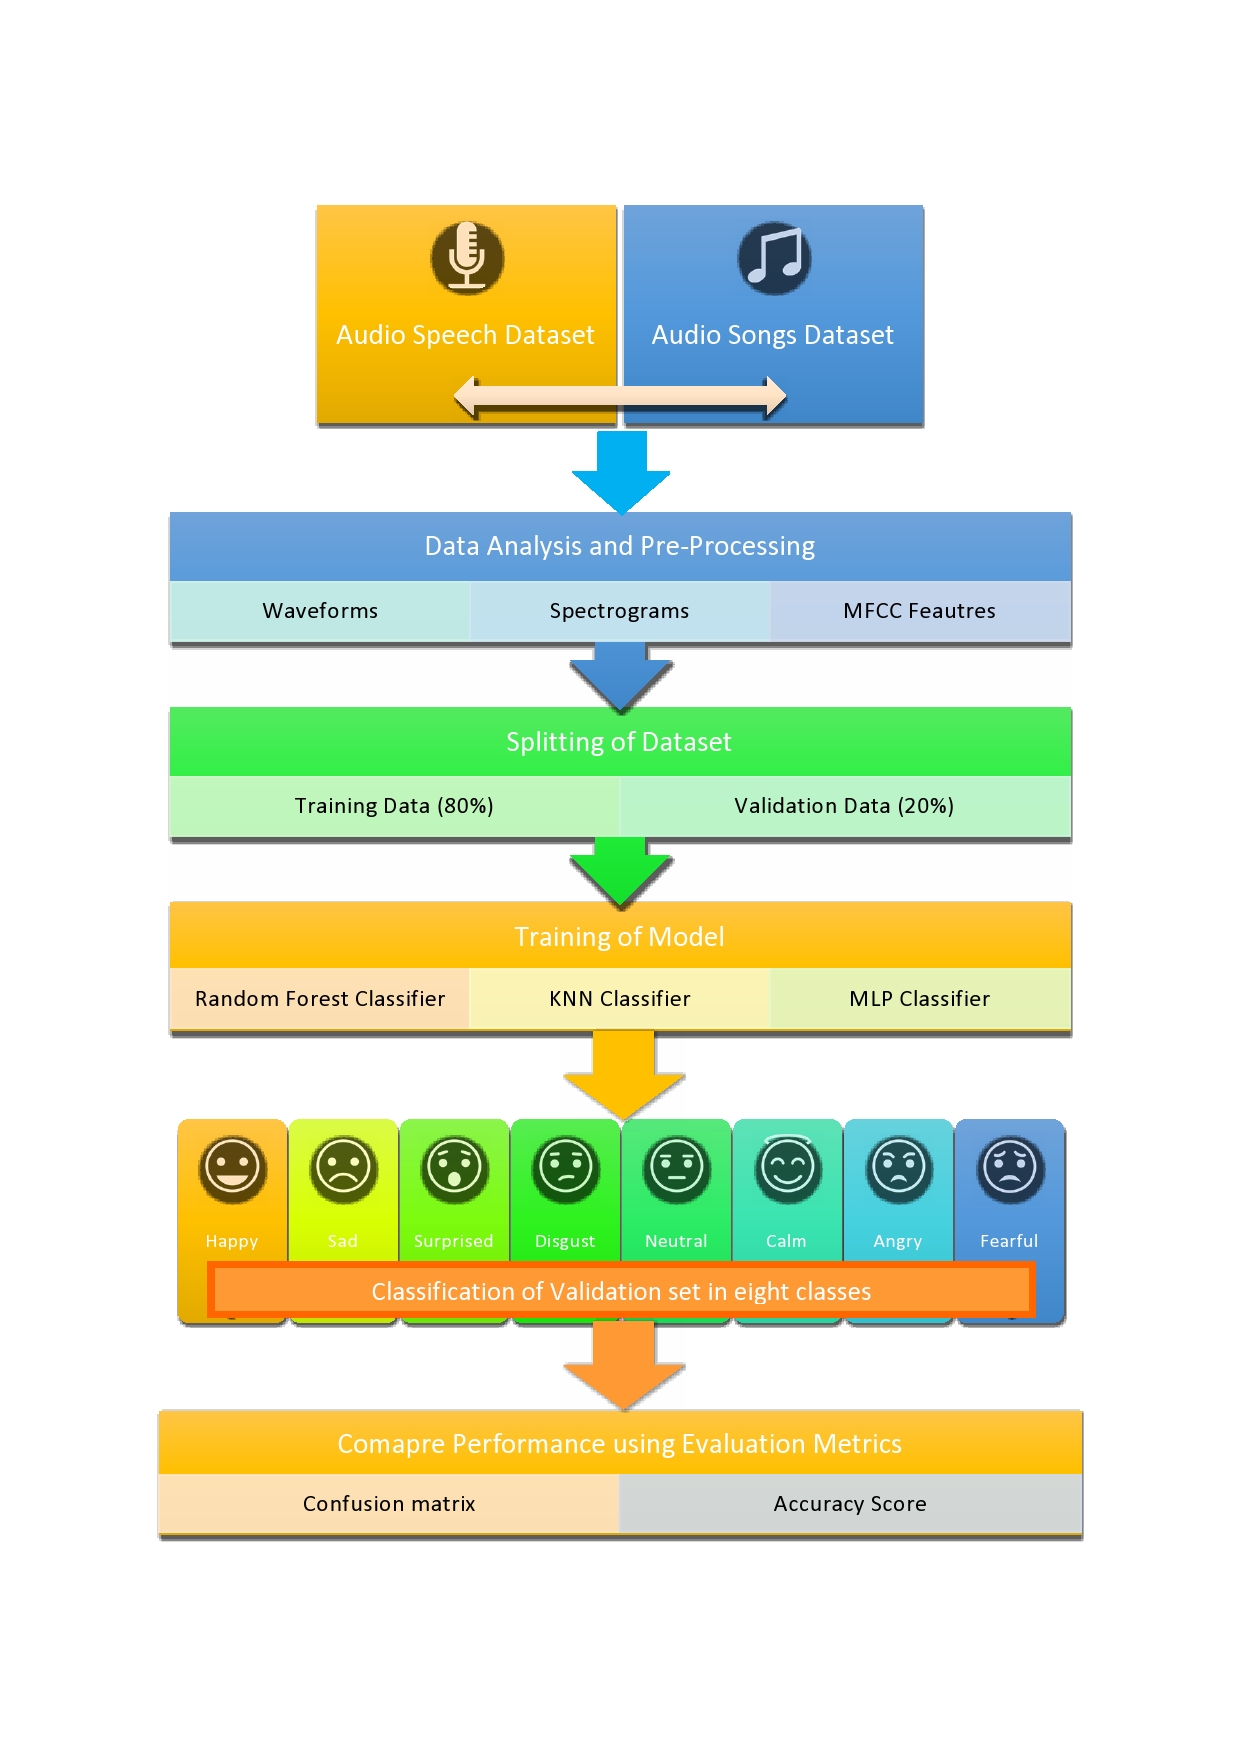 Audio Speech Dataset
Audio Songs Dataset
Data Analysis and Pre-Processing
Waveforms
Spectrograms
MFCC Feautres
Splitting of Dataset
Training Data (80%)
Validation Data (20%)
Training of Model
Random Forest Classifier
KNN Classifier
MLP Classifier
Happy
Sad
Surprised
Disgust
Neutral
Calm
Angry
Fearful
Classification of Validation set in eight classes
Comapre Performance using Evaluation Metrics
Confusion matrix
Accuracy Score